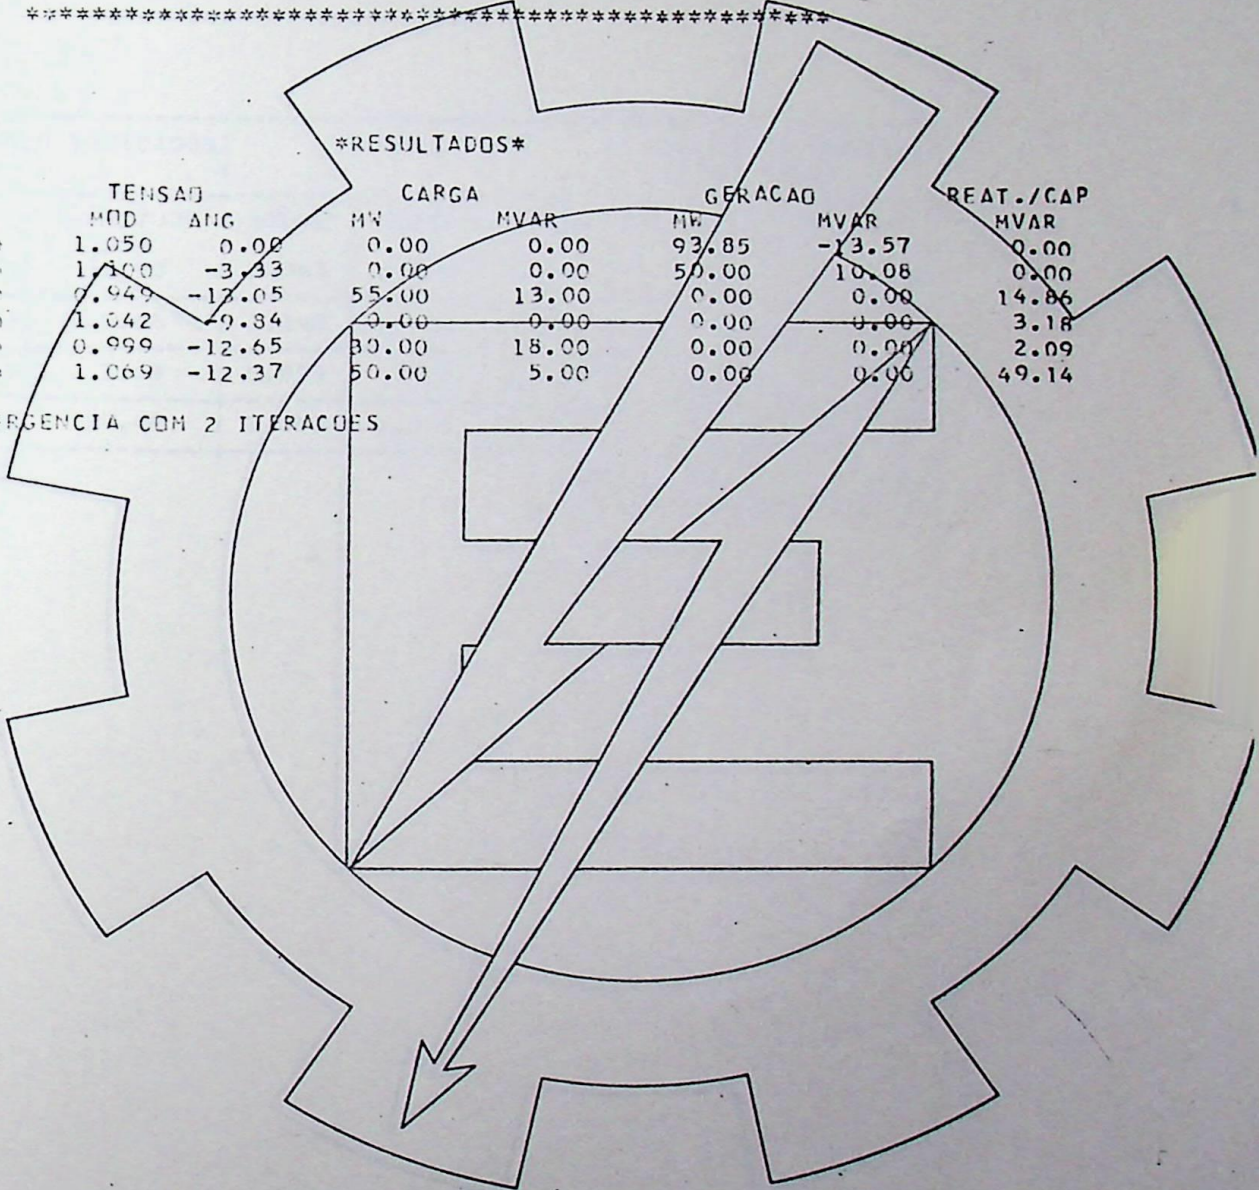 *****************************************************
*RESULTADOS*
TENSAO CARGA GERACAO REAT./CAP
MOD ANG MW MVAR MW MVAR MVAR
1.050 0.00 0.00 0.00 93.85 -13.57 0.00
1.100 -3.33 0.00 0.00 50.00 10.08 0.00
0.949 -13.05 55.00 13.00 0.00 0.00 14.86
1.042 -9.84 0.00 0.00 0.00 0.00 3.18
0.999 -12.65 30.00 18.00 0.00 0.00 2.09
1.069 -12.37 50.00 5.00 0.00 0.00 49.14
RGENCIA COM 2 ITERACOES